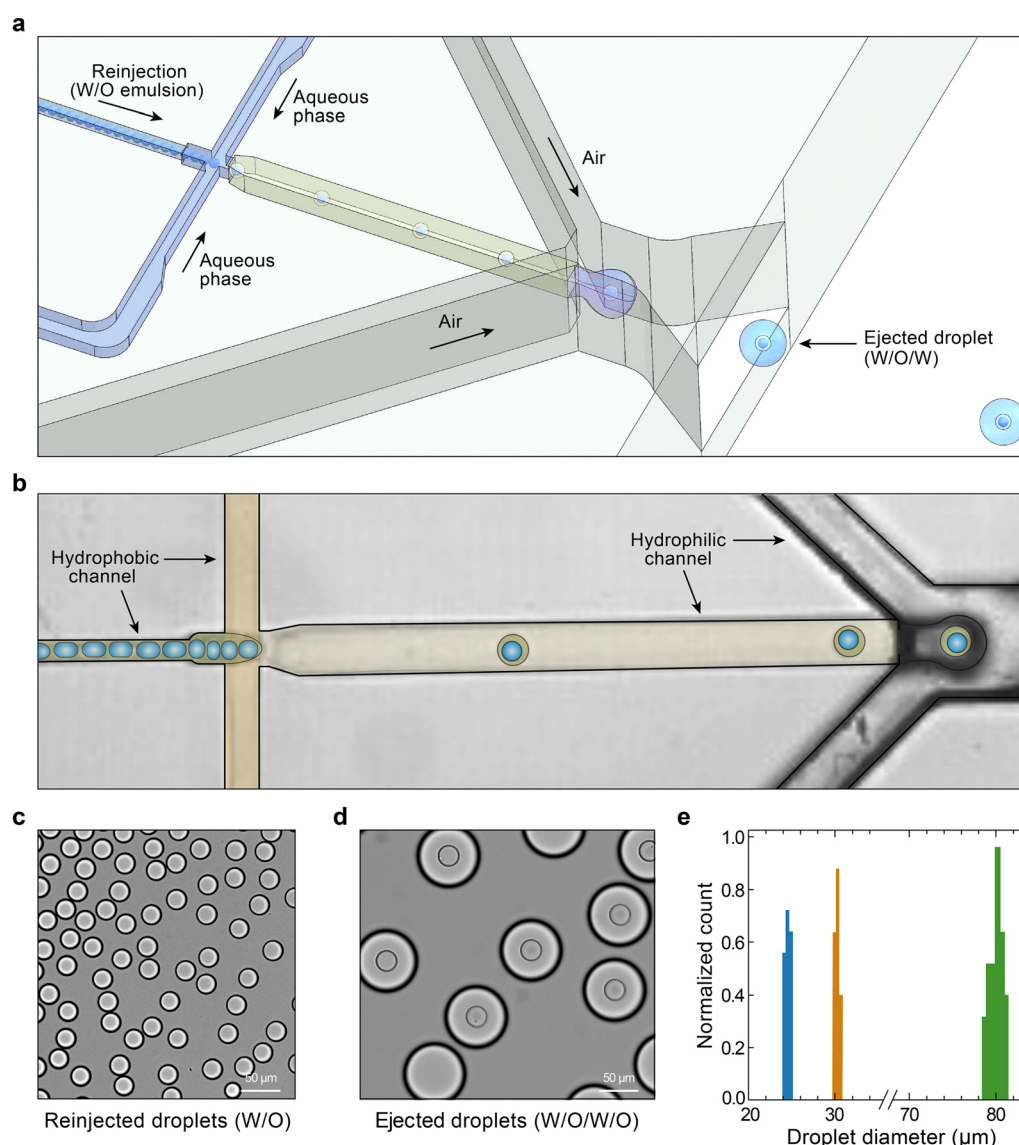 a
Reinjection
(W/O emulsion)
Aqueous
phase
Air
Aqueous
phase
Air
Ejected droplet
(W/O/W)
b
Hydrophobic
channel
Hydrophilic
channel
c
50 µm
Reinjected droplets (W/O)
d
50 µm
Ejected droplets (W/O/W/O)
e
Normalized count
1.0
0.8
0.6
0.4
0.2
0.0
20 30 70 80
Droplet diameter (µm)